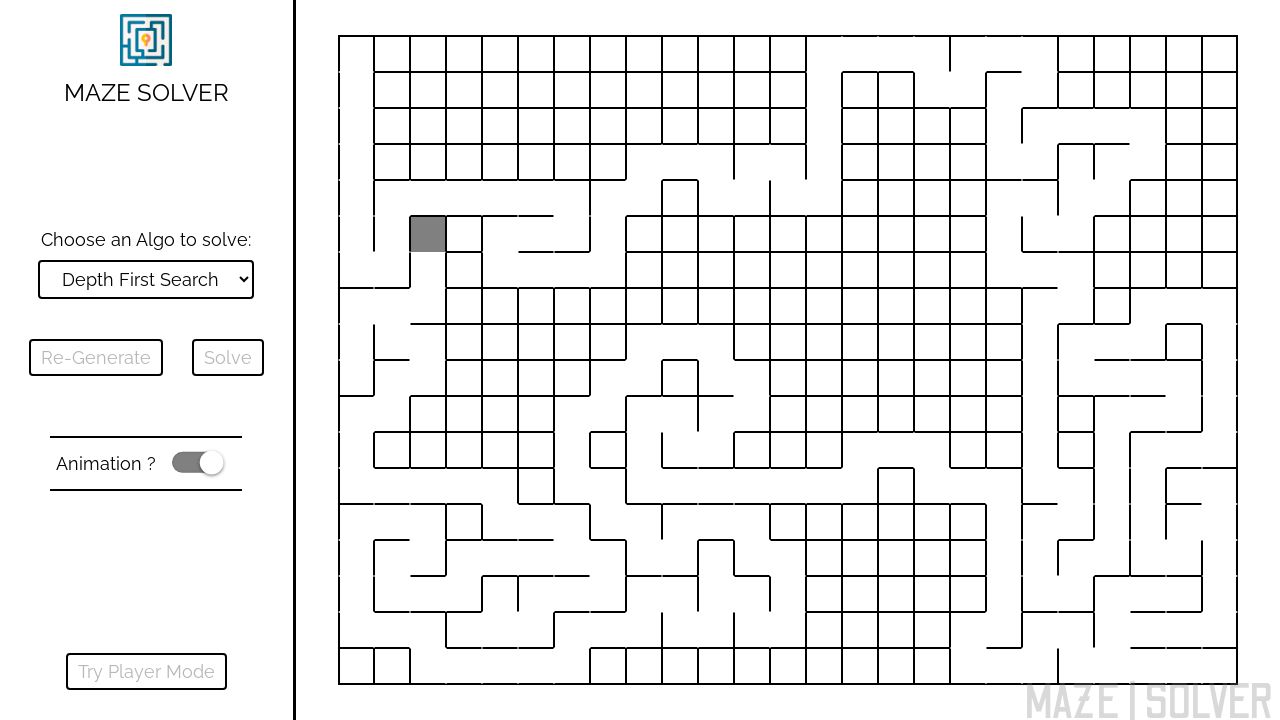 MAZE SOLVER
Choose an Algo to solve:
Depth First Search
Re-Generate
Solve
Animation ?
Try Player Mode
MAZE | SOLVER